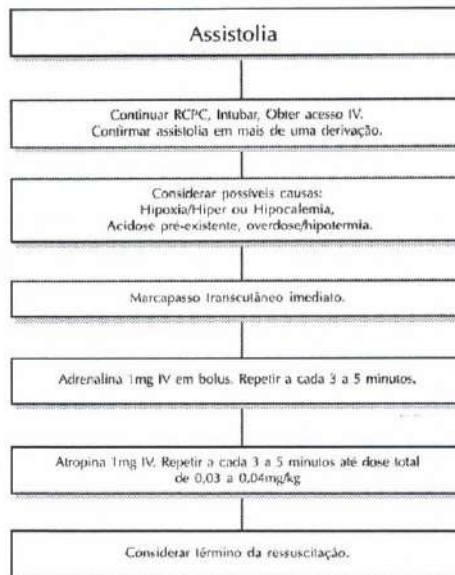 Assistolia
Continuar RCPC, Intubar, Obter acesso IV.
Confirmar assistolia em mais de uma derivação.
Considerar possíveis causas:
Hipoxia/Hiper ou Hipocalemia,
Acidose pré-existente, overdose/hipotermia.
Marcapasso transcutâneo imediato.
Adrenalina 1mg IV em bolus. Repetir a cada 3 a 5 minutos.
Atropina 1mg IV. Repetir a cada 3 a 5 minutos até dose total
de 0,03 a 0,04mg/kg
Considerar término da ressuscitação.